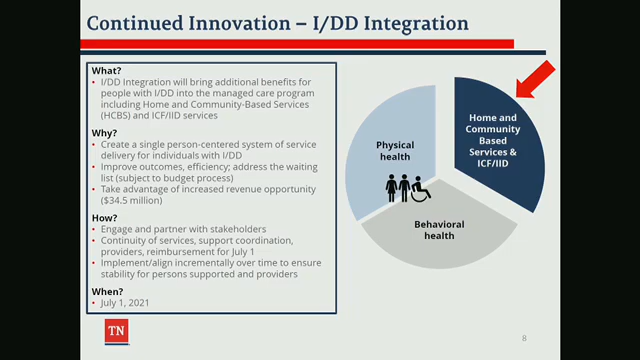 Continued Innovation – I/DD Integration
What?
• I/DD Integration will bring additional benefits for
people with I/DD into the managed care program
including Home and Community-Based Services
(HCBS) and ICF/IID services
Why?
• Create a single person-centered system of service
delivery for individuals with I/DD
• Improve outcomes, efficiency; address the waiting
list (subject to budget process)
• Take advantage of increased revenue opportunity
($34.5 million)
How?
• Engage and partner with stakeholders
• Continuity of services, support coordination,
providers, reimbursement for July 1
• Implement/align incrementally over time to ensure
stability for persons supported and providers
When?
• July 1, 2021
Physical
health
Home and
Community
Based
Services &
ICF/IID
Behavioral
health
TN
8